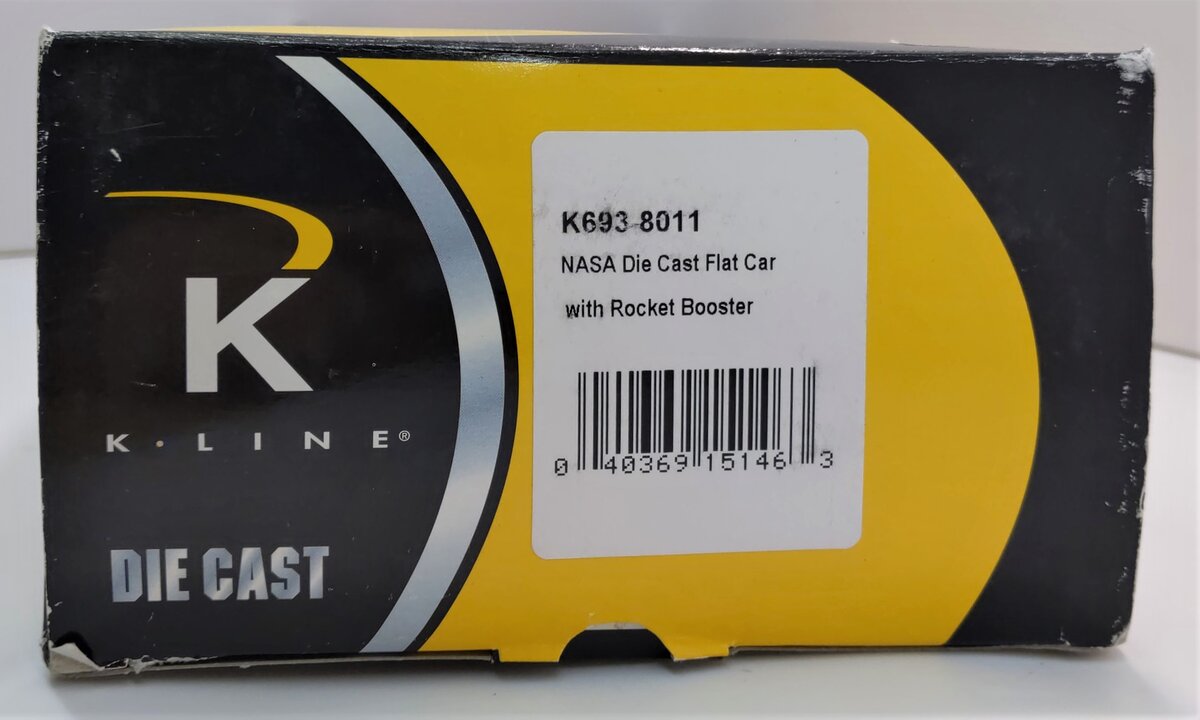 K
K·LINE®
DIE CAST
K693-8011
NASA Die Cast Flat Car
with Rocket Booster
0 40369 15146 3